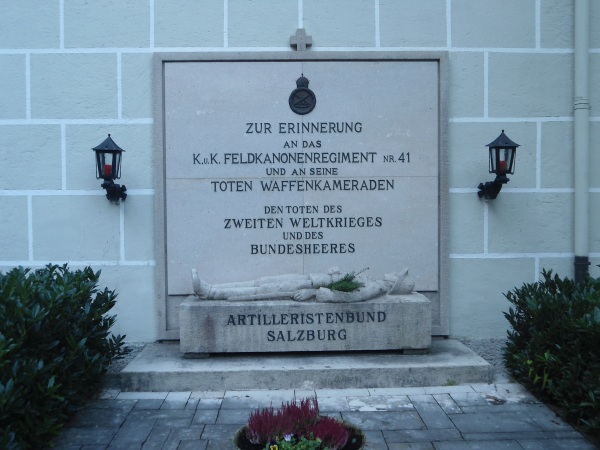 ZUR ERINNERUNG
AN DAS
K.u.K. FELDKANONENREGIMENT NR. 41
UND AN SEINE
TOTEN WAFFENKAMERADEN
DEN TOTEN DES
ZWEITEN WELTKRIEGES
UND DES
BUNDESHEERES
ARTILLERISTENBUND
SALZBURG